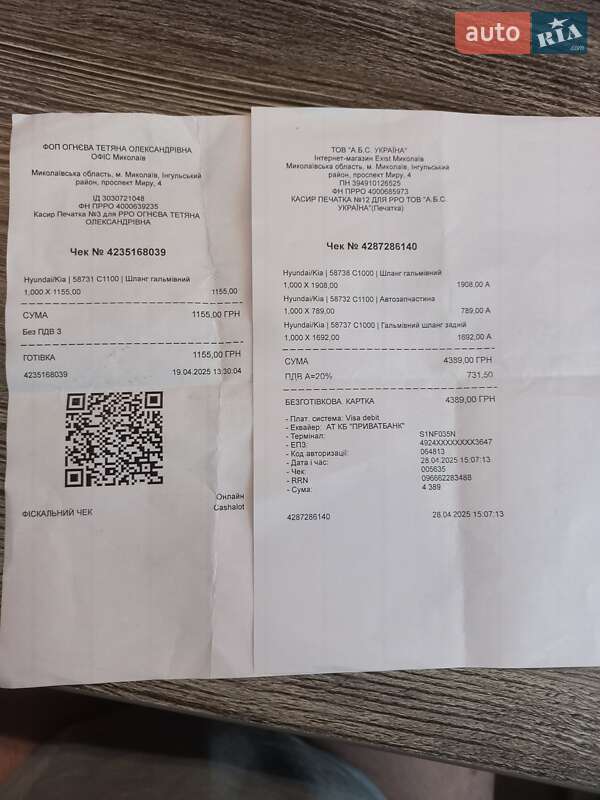 auto RIA .com
ФОП ОГНЄВА ТЕТЯНА ОЛЕКСАНДРІВНА
ОФІС Миколаїв
Миколаївська область, м. Миколаїв, Інгульський
район, проспект Миру, 4
ІД 3030721048
ФН ПРРО 4000639235
Касир Печатка №3 для РРО ОГНЄВА ТЕТЯНА
ОЛЕКСАНДРІВНА
Чек № 4235168039
Hyundai/Kia | 58731 C1100 | Шланг гальмівний
1,000 X 1155,00 1155,00
СУМА 1155,00 ГРН
Без ПДВ 3
ГОТІВКА 1155,00 ГРН
4235168039 19.04.2025 13:30:04
Онлайн
Cashalot
ФІСКАЛЬНИЙ ЧЕК
ТОВ "А.Б.С. УКРАЇНА"
Інтернет-магазин Exist Миколаїв
Миколаївська область, м. Миколаїв, Інгульський
район, проспект Миру, 4
ПН 394910126525
ФН ПРРО 4000685973
КАСИР ПЕЧАТКА №12 ДЛЯ РРО ТОВ "А.Б.С.
УКРАЇНА"(Печатка)
Чек № 4287286140
Hyundai/Kia | 58738 C1000 | Шланг гальмівний
1,000 X 1908,00 1908,00 А
Hyundai/Kia | 58732 C1100 | Автозапчастина
1,000 X 789,00 789,00 А
Hyundai/Kia | 58737 C1000 | Гальмівний шланг задній
1,000 X 1692,00 1692,00 А
СУМА 4389,00 ГРН
ПДВ А=20% 731,50
БЕЗГОТІВКОВА. КАРТКА 4389,00 ГРН
- Плат. система: Visa debit
- Еквайєр: АТ КБ "ПРИВАТБАНК"
- Термінал: S1NF035N
- ЕПЗ: 4924XXXXXXXX3647
- Код авторизації: 064813
- Дата і час: 28.04.2025 15:07:13
- Чек: 005635
- RRN 096662283488
- Сума: 4 389
4287286140 28.04.2025 15:07:13